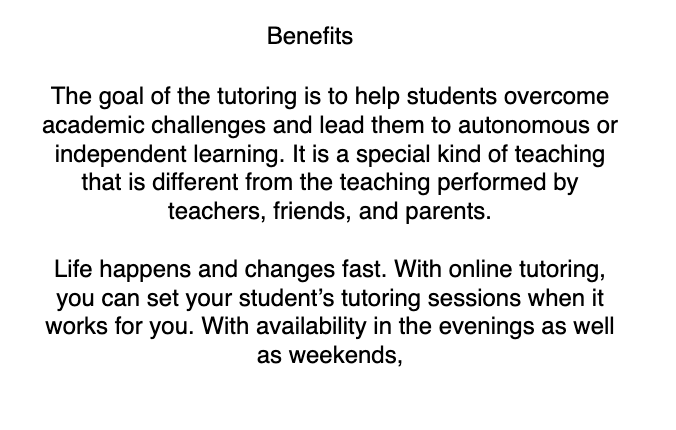 Benefits
The goal of the tutoring is to help students overcome
academic challenges and lead them to autonomous or
independent learning. It is a special kind of teaching
that is different from the teaching performed by
teachers, friends, and parents.
Life happens and changes fast. With online tutoring,
you can set your student’s tutoring sessions when it
works for you. With availability in the evenings as well
as weekends,